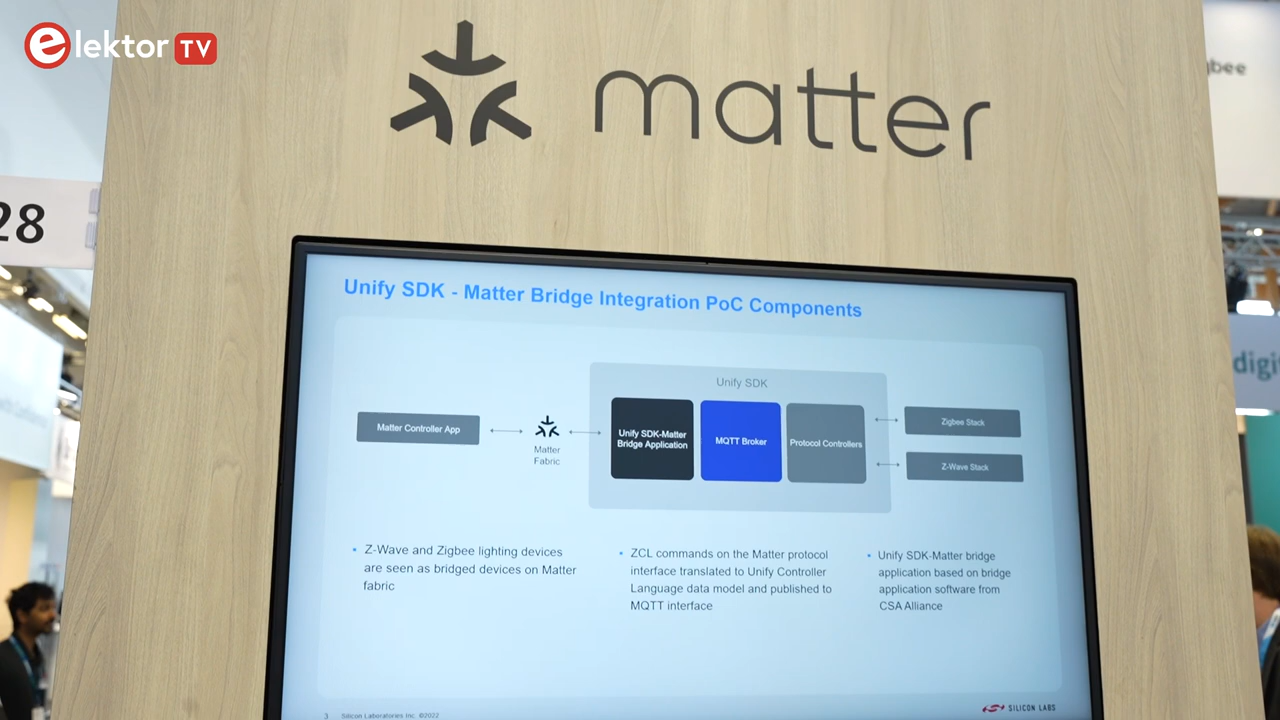 elektor TV
matter
28
Unify SDK - Matter Bridge Integration PoC Components
Unify SDK
Matter Controller App
Matter
Fabric
Unify SDK-Matter
Bridge Application
MQTT Broker
Protocol Controllers
Zigbee Stack
Z-Wave Stack
Z-Wave and Zigbee lighting devices
are seen as bridged devices on Matter
fabric
ZCL commands on the Matter protocol
interface translated to Unify Controller
Language data model and published to
MQTT interface
Unify SDK-Matter bridge
application based on bridge
application software from
CSA Alliance
3 Silicon Laboratories Inc. ©2022
SILICON LABS
bee
digi